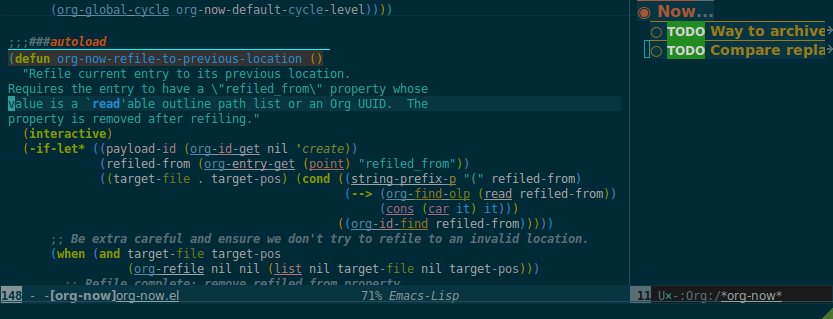 (org-global-cycle org-now-default-cycle-level))))
;;;###autoload
(defun org-now-refile-to-previous-location ()
"Refile current entry to its previous location.
Requires the entry to have a \"refiled_from\" property whose
value is a `read'able outline path list or an Org UUID.  The
property is removed after refiling."
(interactive)
(-if-let* ((payload-id (org-id-get nil 'create))
(refiled-from (org-entry-get (point) "refiled_from"))
((target-file . target-pos) (cond ((string-prefix-p "(" refiled-from)
(--> (org-find-olp (read refiled-from))
(cons (car it) it)))
((org-id-find refiled-from)))))
;; Be extra careful and ensure we don't try to refile to an invalid location.
(when (and target-file target-pos
(org-refile nil nil (list nil target-file nil target-pos)))
;; Refile complete: remove refiled_from property
148 - -[org-now]org-now.el 71% Emacs-Lisp
Now...
TODO Way to archive
TODO Compare repla
11 U×-:Org:/*org-now*